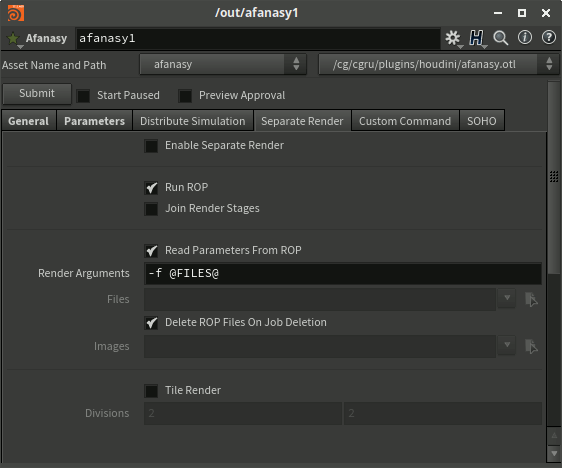 /out/afanasy1
Afanasy afanasy1
Asset Name and Path afanasy /cg/cgru/plugins/houdini/afanasy.otl
Submit Start Paused Preview Approval
General Parameters Distribute Simulation Separate Render Custom Command SOHO
Enable Separate Render
Run ROP
Join Render Stages
Read Parameters From ROP
Render Arguments -f @FILES@
Files
Delete ROP Files On Job Deletion
Images
Tile Render
Divisions 2 2